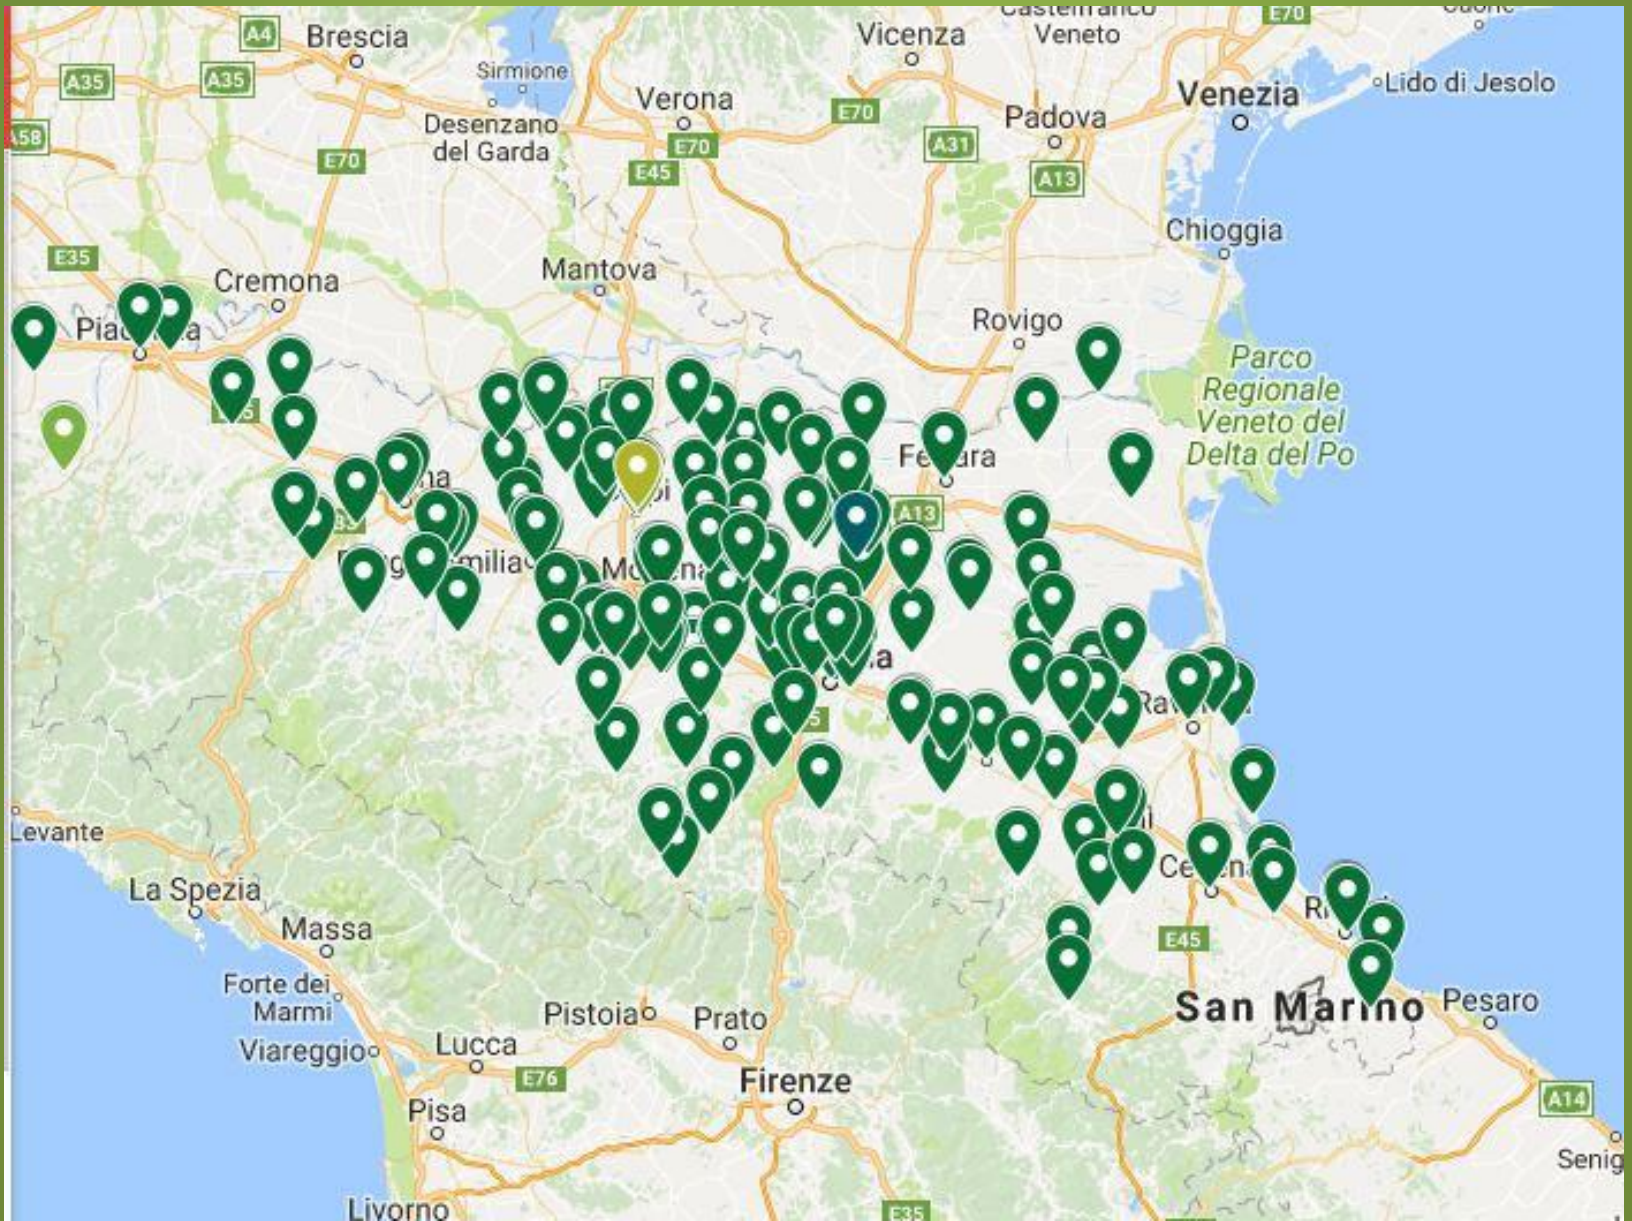 Castelfranco
Veneto
E70
A4
Brescia
Vicenza
A35
A35
Sirmione
Verona
E70
Padova
Venezia
Lido di Jesolo
A58
Desenzano
del Garda
E70
E70
E45
A31
A13
Chioggia
E35
Cremona
Mantova
Rovigo
Parco
Regionale
Veneto del
Delta del Po
A13
Levante
La Spezia
Massa
Forte dei
Marmi
Viareggio
Lucca
Pistoia
Prato
E76
Firenze
Pisa
Livorno
E45
San Marino
Pesaro
A14
Senig
E35